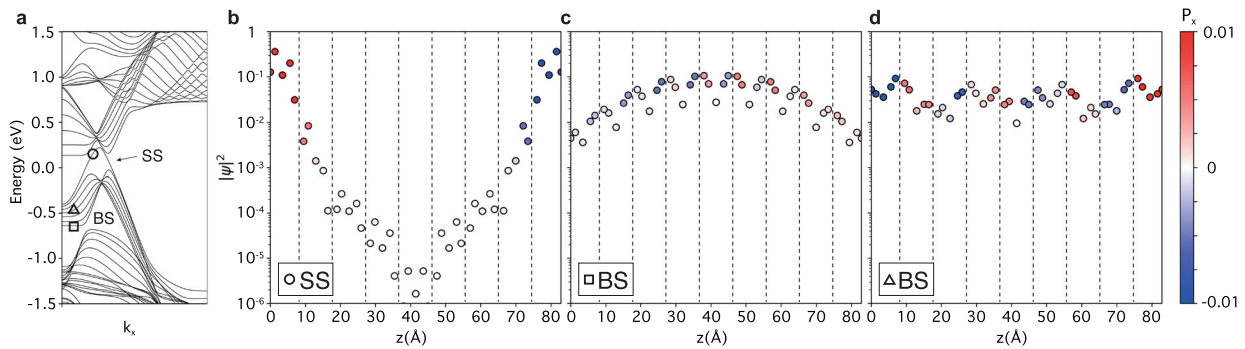 a
b
c
d
P_x
1.5
1.0
0.5
0.0
-0.5
-1.0
-1.5
Energy (eV)
SS
BS
k_x
1
10^-1
10^-2
10^-3
10^-4
10^-5
10^-6
|ψ|^2
SS
0 10 20 30 40 50 60 70 80
z(Å)
BS
0 10 20 30 40 50 60 70 80
z(Å)
BS
0 10 20 30 40 50 60 70 80
z(Å)
0.01
0
-0.01